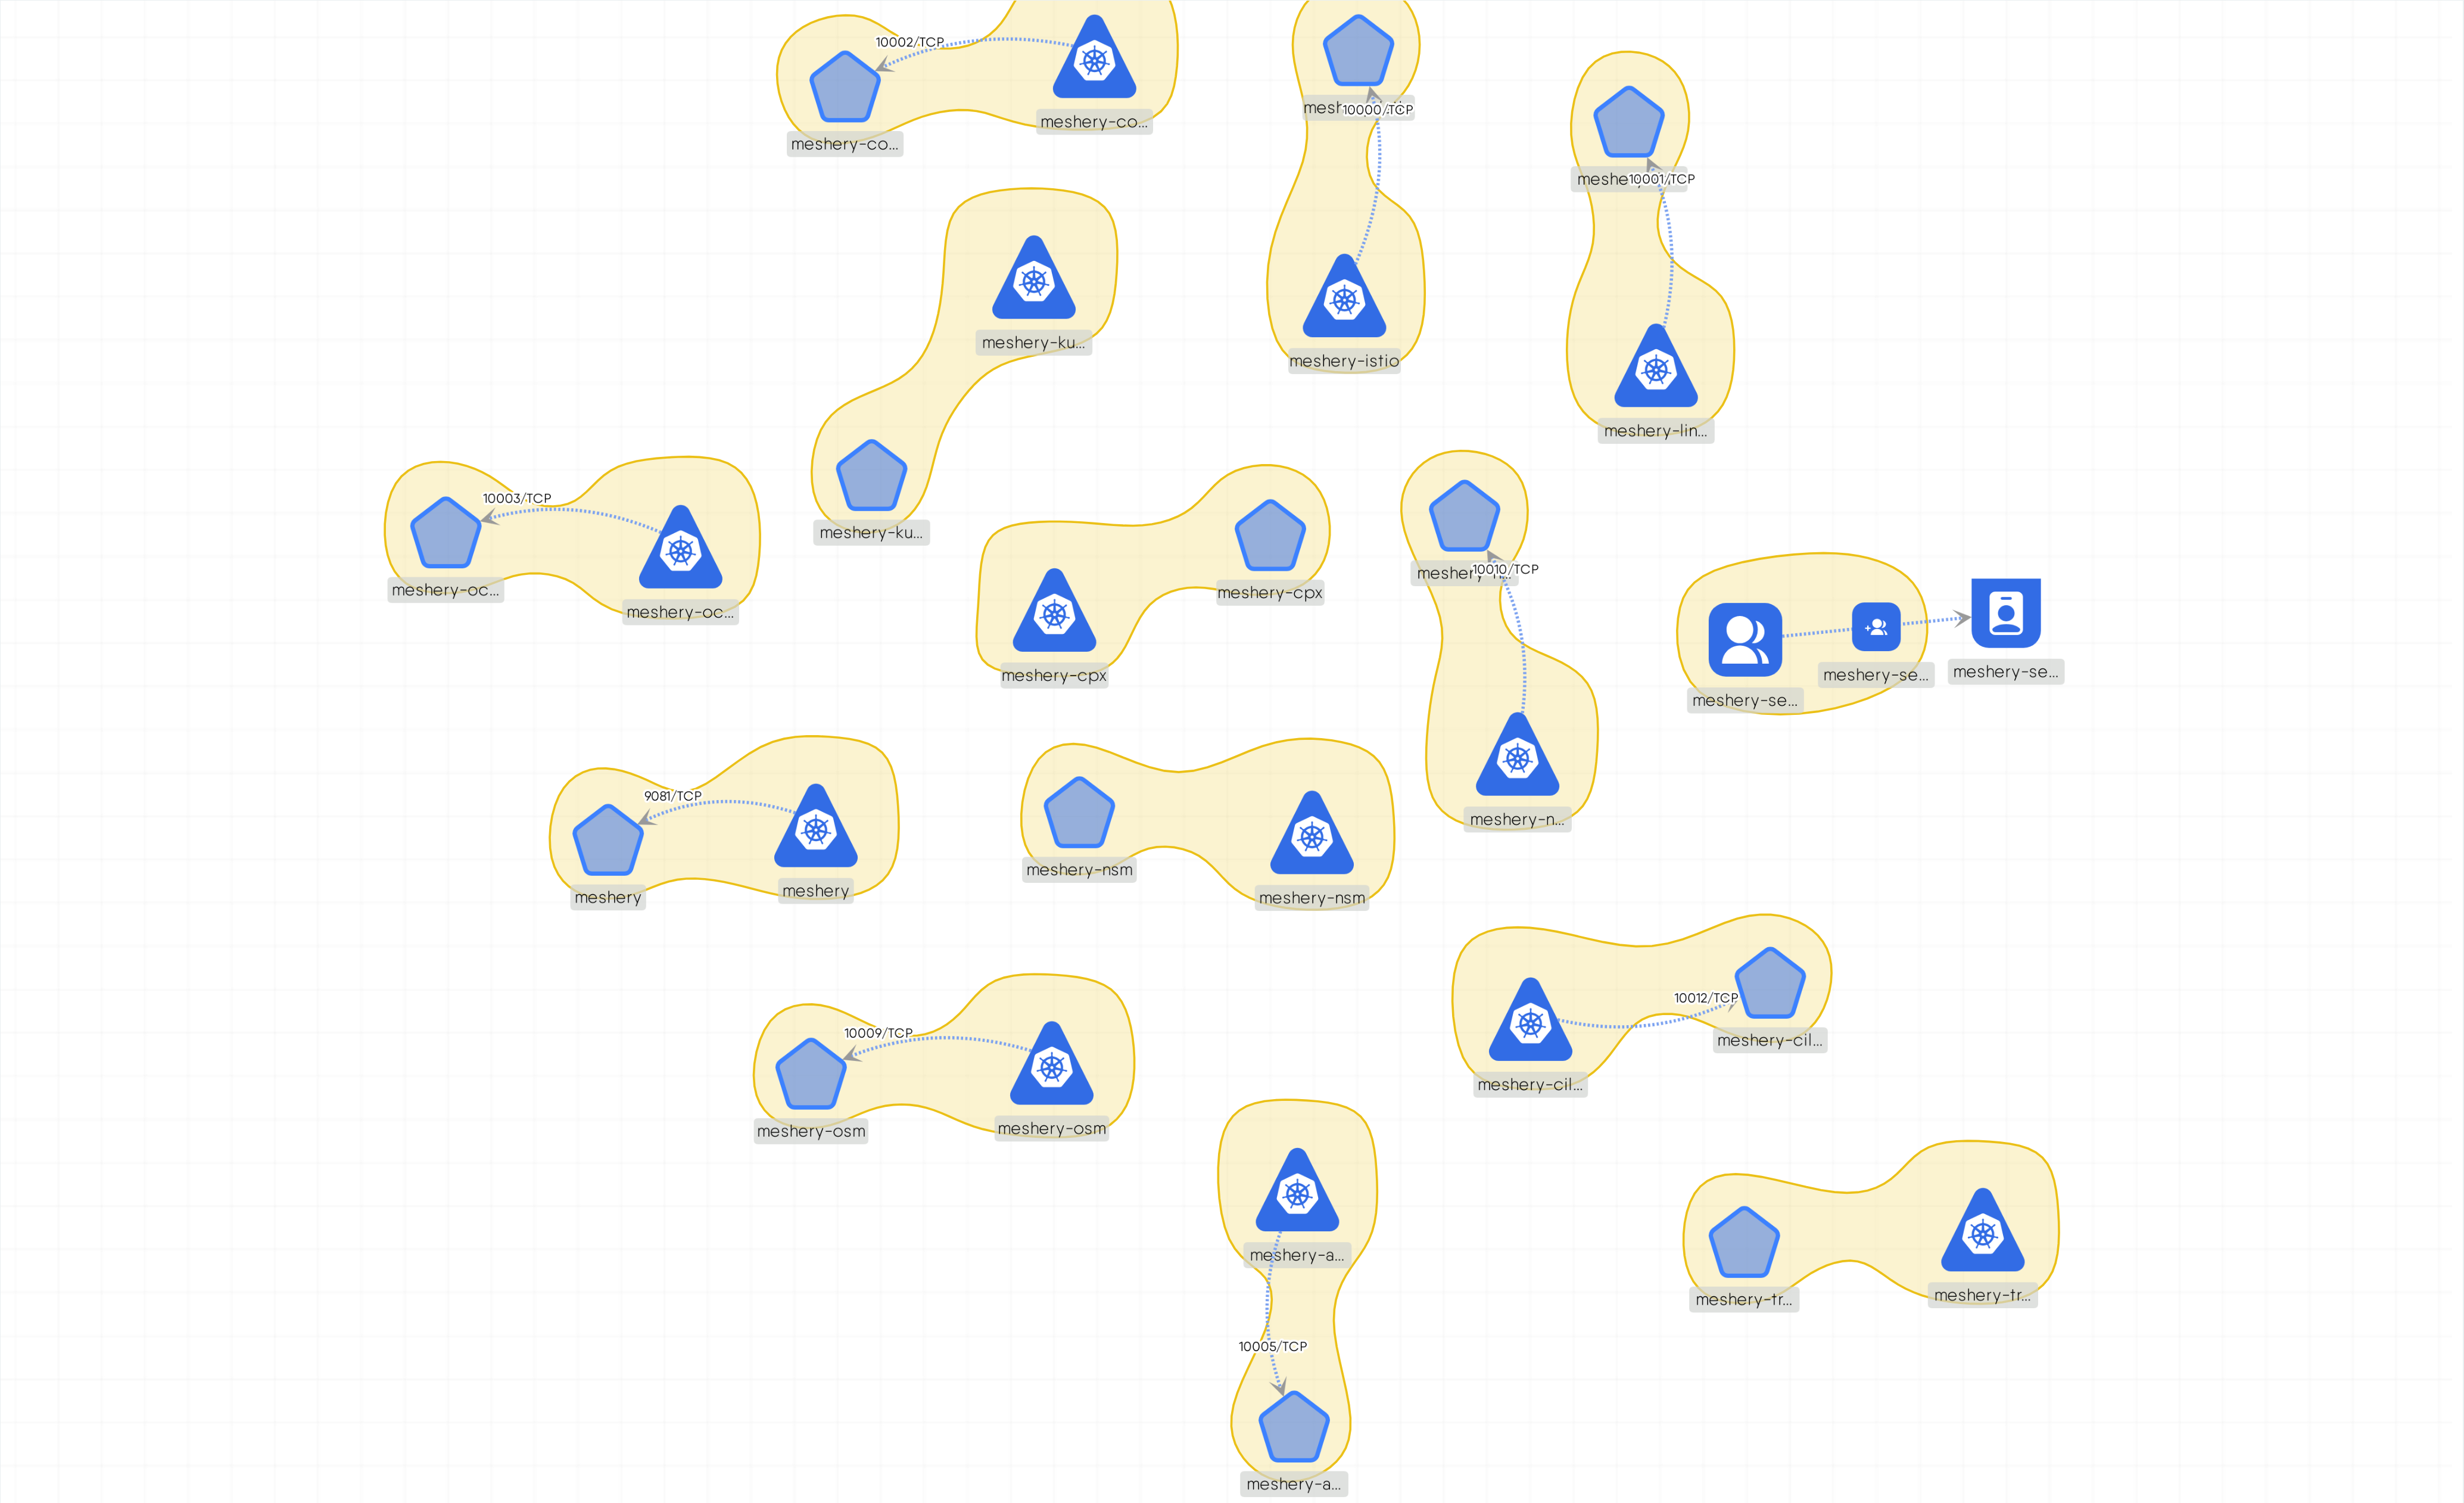 10002/TCP
meshery-co...
meshery-co...
10000/TCP
meshery-istio
10001/TCP
meshery-lin...
meshery-ku...
meshery-ku...
10003/TCP
meshery-oc...
meshery-oc...
meshery-cpx
meshery-cpx
10010/TCP
meshery-n...
meshery-se...
meshery-se...
meshery-se...
9081/TCP
meshery
meshery
meshery-nsm
meshery-nsm
10012/TCP
meshery-cil...
meshery-cil...
10009/TCP
meshery-osm
meshery-osm
meshery-a...
10005/TCP
meshery-a...
meshery-tr...
meshery-tr...